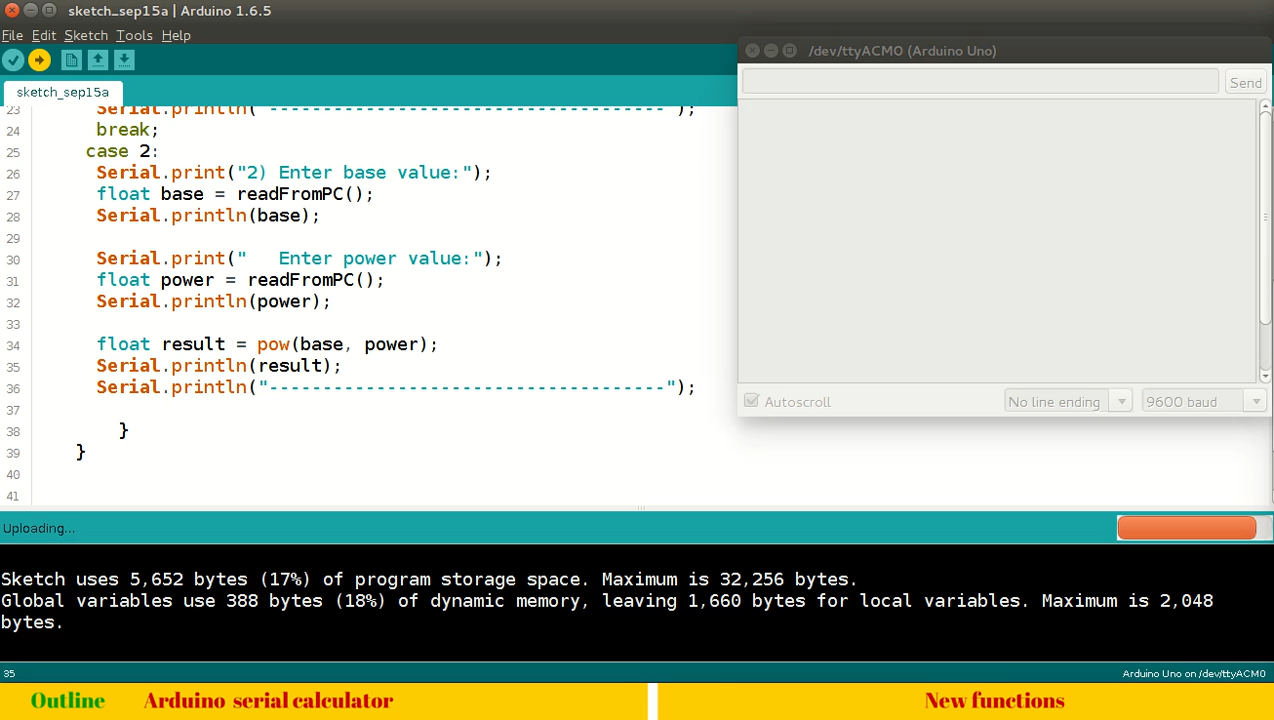 sketch_sep15a | Arduino 1.6.5
File Edit Sketch Tools Help
sketch_sep15a
23 Serial.println("-------------------------------------");
24 break;
25 case 2:
26 Serial.print("2) Enter base value:");
27 float base = readFromPC();
28 Serial.println(base);
29
30 Serial.print("   Enter power value:");
31 float power = readFromPC();
32 Serial.println(power);
33
34 float result = pow(base, power);
35 Serial.println(result);
36 Serial.println("-------------------------------------");
37
38 }
39 }
40
41
/dev/ttyACM0 (Arduino Uno)
Send
Autoscroll
No line ending
9600 baud
Uploading...
Sketch uses 5,652 bytes (17%) of program storage space. Maximum is 32,256 bytes.
Global variables use 388 bytes (18%) of dynamic memory, leaving 1,660 bytes for local variables. Maximum is 2,048
bytes.
35
Arduino Uno on /dev/ttyACM0
Outline Arduino serial calculator
New functions